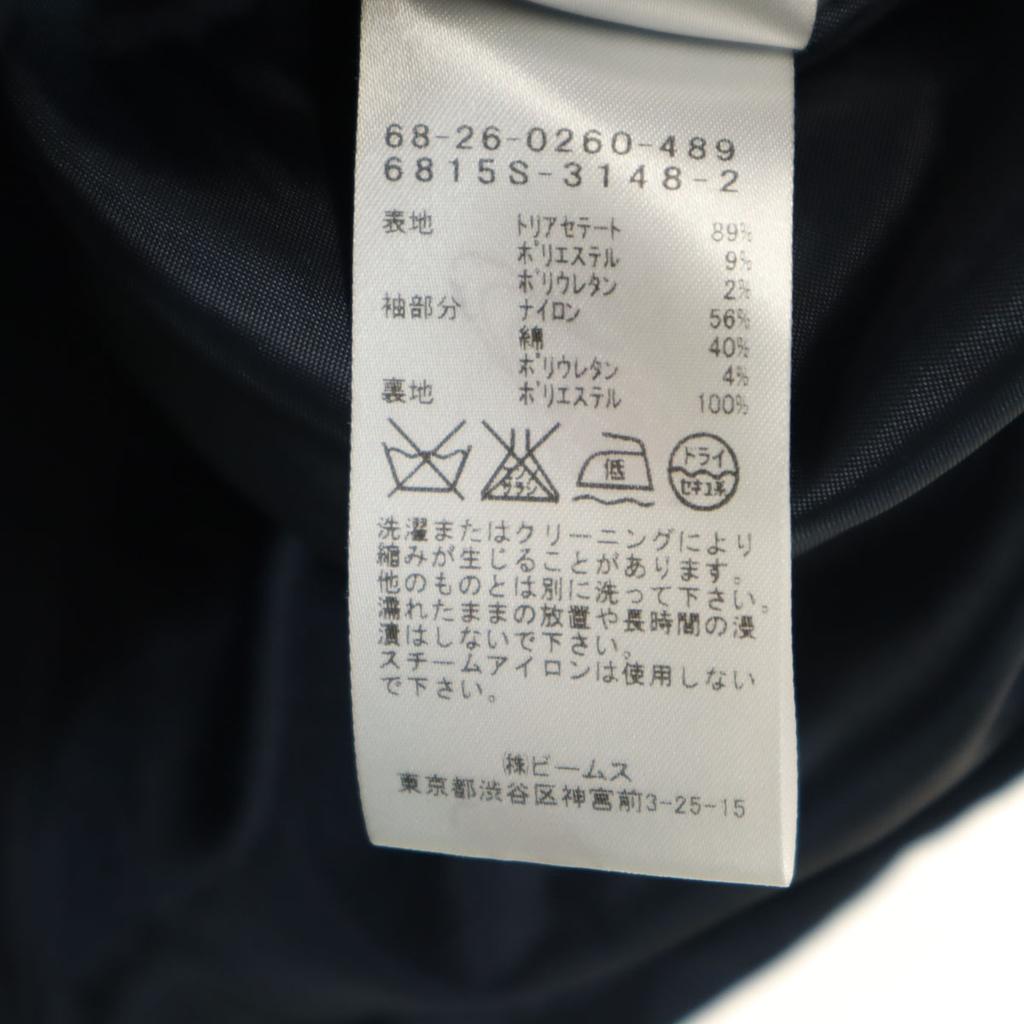 68-26-0260-489
6815S-3148-2
表地 トリアセテート 89%
ポリエステル 9%
ポリウレタン 2%
袖部分 ナイロン 56%
綿 40%
ポリウレタン 4%
裏地 ポリエステル 100%
エンソ サラシ 低 ドライ セキユ系
洗濯またはクリーニングにより
縮みが生じることがあります。
他のものとは別に洗って下さい。
濡れたままの放置や長時間の浸
漬はしないで下さい。
スチームアイロンは使用しない
で下さい。
㈱ビームス
東京都渋谷区神宮前3-25-15